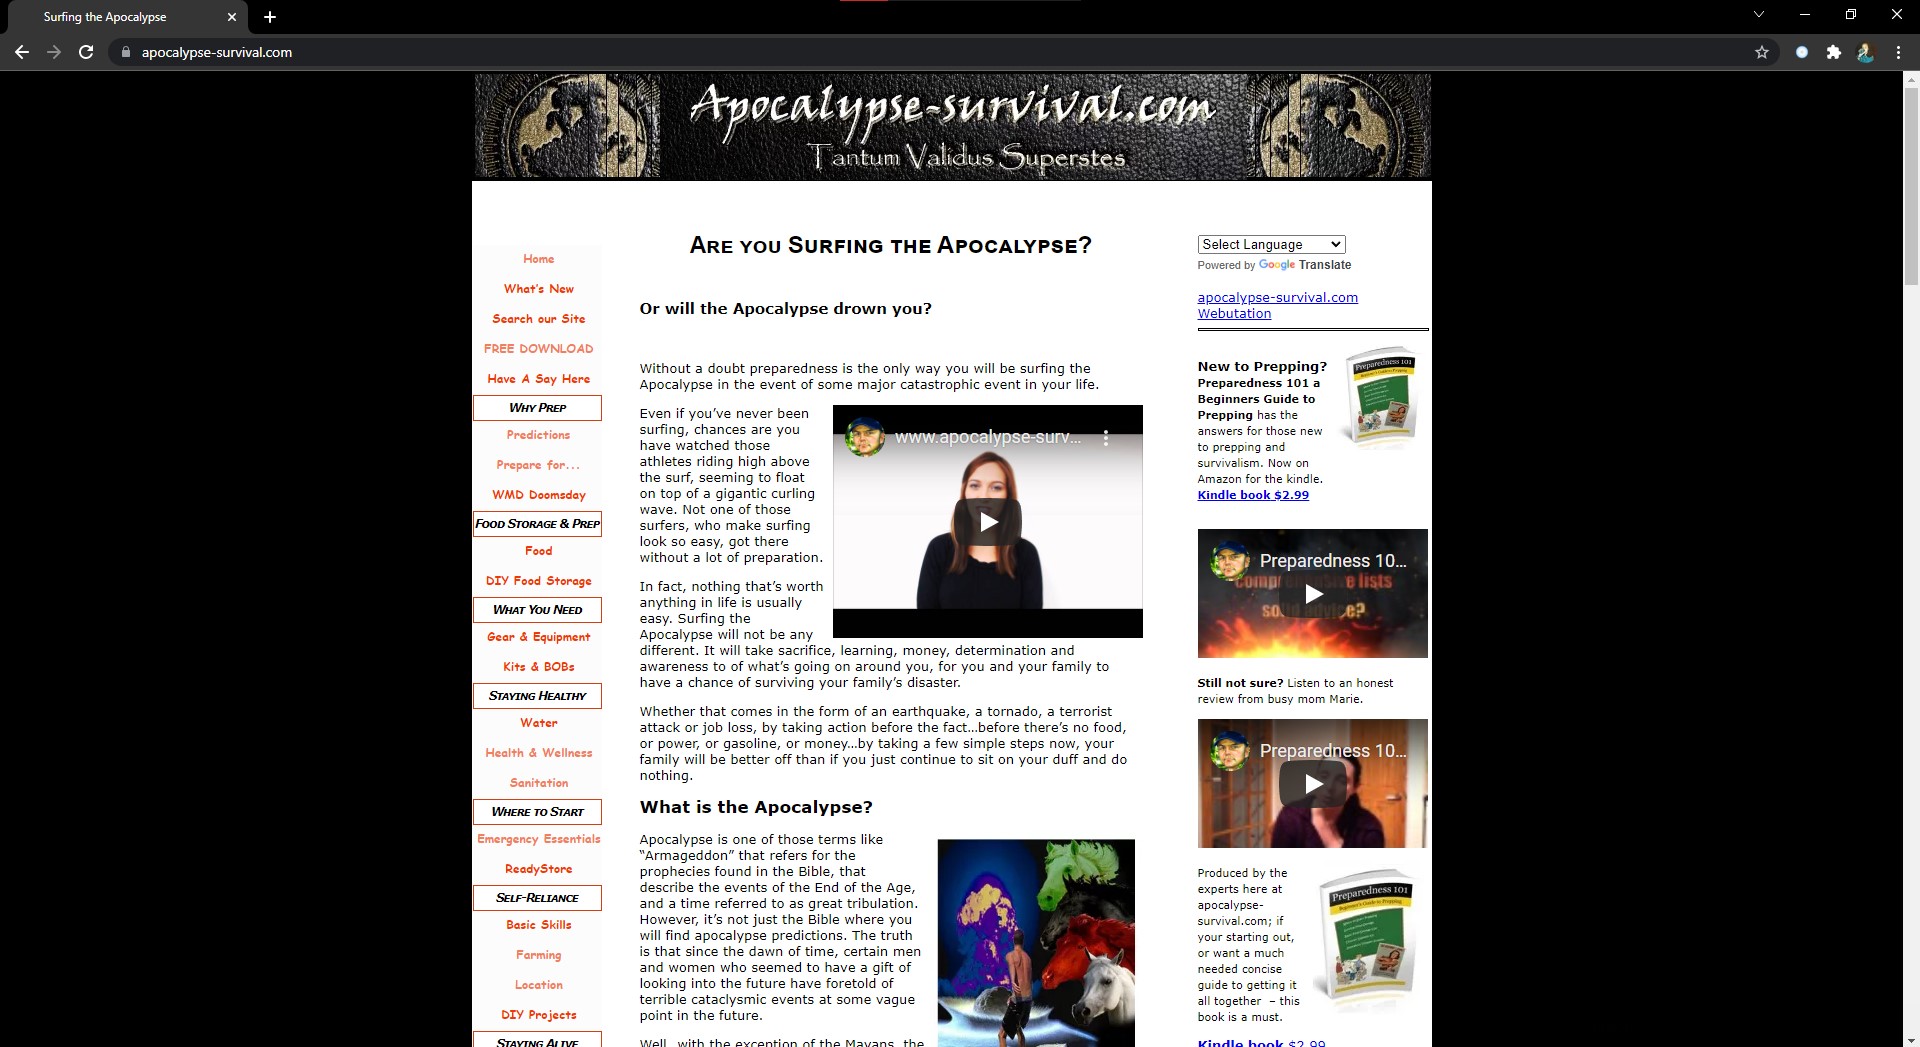 Surfing the Apocalypse
apocalypse-survival.com
Apocalypse-survival.com
Tantum Validus Superstes
Home
What's New
Search our Site
FREE DOWNLOAD
Have A Say Here
WHY PREP
Predictions
Prepare for...
WMD Doomsday
FOOD STORAGE & PREP
Food
DIY Food Storage
WHAT YOU NEED
Gear & Equipment
Kits & BOBs
STAYING HEALTHY
Water
Health & Wellness
Sanitation
WHERE TO START
Emergency Essentials
ReadyStore
SELF-RELIANCE
Basic Skills
Farming
Location
DIY Projects
STAYING ALIVE
ARE YOU SURFING THE APOCALYPSE?
Or will the Apocalypse drown you?
Without a doubt preparedness is the only way you will be surfing the
Apocalypse in the event of some major catastrophic event in your life.
Even if you've never been
surfing, chances are you
have watched those
athletes riding high above
the surf, seeming to float
on top of a gigantic curling
wave. Not one of those
surfers, who make surfing
look so easy, got there
without a lot of preparation.
www.apocalypse-surv...
In fact, nothing that's worth
anything in life is usually
easy. Surfing the
Apocalypse will not be any
different. It will take sacrifice, learning, money, determination and
awareness to of what's going on around you, for you and your family to
have a chance of surviving your family's disaster.
Whether that comes in the form of an earthquake, a tornado, a terrorist
attack or job loss, by taking action before the fact...before there's no food,
or power, or gasoline, or money...by taking a few simple steps now, your
family will be better off than if you just continue to sit on your duff and do
nothing.
What is the Apocalypse?
Apocalypse is one of those terms like
“Armageddon” that refers for the
prophecies found in the Bible, that
describe the events of the End of the Age,
and a time referred to as great tribulation.
However, it's not just the Bible where you
will find apocalypse predictions. The truth
is that since the dawn of time, certain men
and women who seemed to have a gift of
looking into the future have foretold of
terrible cataclysmic events at some vague
point in the future.
Well, with the exception of the Mayans, the
Select Language
Powered by Google Translate
apocalypse-survival.com
Webutation
New to Prepping?
Preparedness 101 a
Beginners Guide to
Prepping has the
answers for those new
to prepping and
survivalism. Now on
Amazon for the kindle.
Kindle book $2.99
Preparedness 101
Preparedness 10...
comprehensive lists
advice?
Still not sure? Listen to an honest
review from busy mom Marie.
Preparedness 10...
Produced by the
experts here at
apocalypse-
survival.com; if
your starting out,
or want a much
needed concise
guide to getting it
all together – this
book is a must.
Preparedness 101
Beginner's Guide to Prepping
Kindle book $2.99